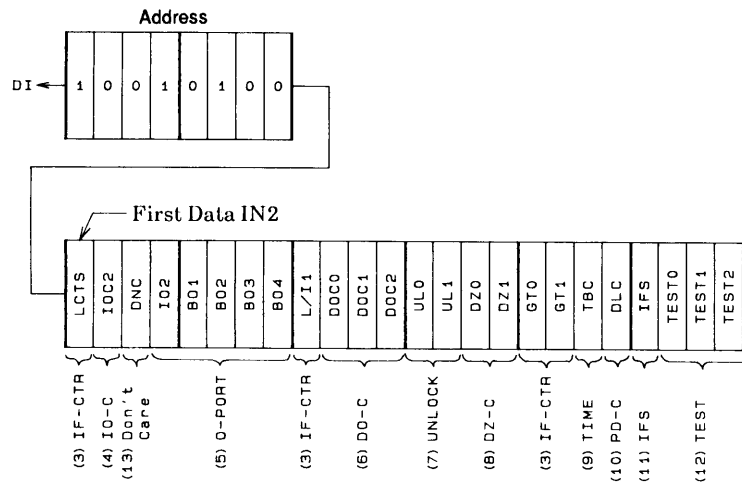 Address
DI 1 0 0 1 0 1 0 0
First Data IN2
LCTS IOC2 DNC IO2 BO1 BO2 BO3 BO4 L/I1 DOC0 DOC1 DOC2 UL0 UL1 DZ0 DZ1 GT0 GT1 TBC DLC IFS TEST0 TEST1 TEST2
(3) IF-CTR
(4) IO-C
(13) Don't
Care
(5) O-PORT
(3) IF-CTR
(6) DO-C
(7) UNLOCK
(8) DZ-C
(3) IF-CTR
(9) TIME
(10) PD-C
(11) IFS
(12) TEST